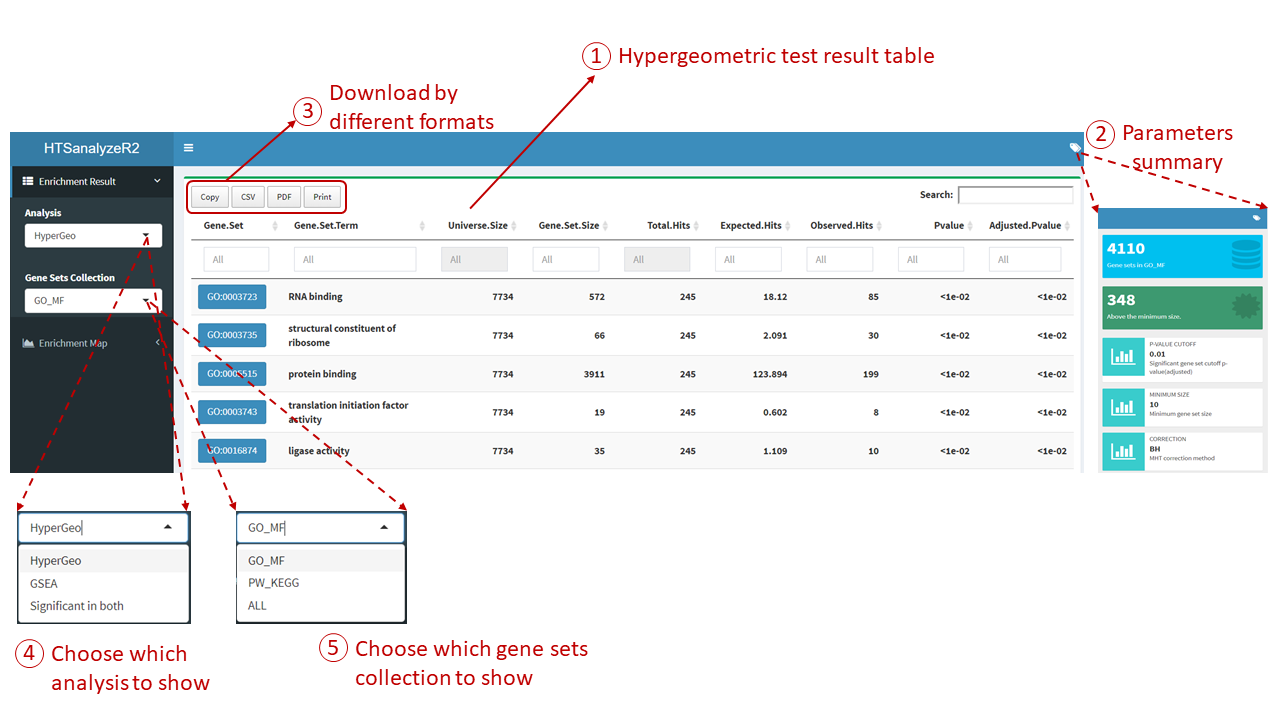 ① Hypergeometric test result table
③ Download by
different formats
② Parameters
summary
HTSanalyzeR2
Enrichment Result
Analysis
HyperGeo
Gene Sets Collection
GO_MF
Enrichment Map
Copy CSV PDF Print
Search:
Gene.Set Gene.Set.Term Universe.Size Gene.Set.Size Total.Hits Expected.Hits Observed.Hits Pvalue Adjusted.Pvalue
All All All All All All All All All
GO:0003723 RNA binding 7734 572 245 18.12 85 <1e-02 <1e-02
GO:0003735 structural constituent of
ribosome 7734 66 245 2.091 30 <1e-02 <1e-02
GO:0005515 protein binding 7734 3911 245 123.894 199 <1e-02 <1e-02
GO:0003743 translation initiation factor
activity 7734 19 245 0.602 8 <1e-02 <1e-02
GO:0016874 ligase activity 7734 35 245 1.109 10 <1e-02 <1e-02
4110
Gene sets in GO_MF
348
Above the minimum size.
P-VALUE CUTOFF
0.01
Significant gene set cutoff p-
value(adjusted)
MINIMUM SIZE
10
Minimum gene set size
CORRECTION
BH
MHT correction method
HyperGeo
HyperGeo
GSEA
Significant in both
GO_MF
GO_MF
PW_KEGG
ALL
④ Choose which
analysis to show
⑤ Choose which gene sets
collection to show